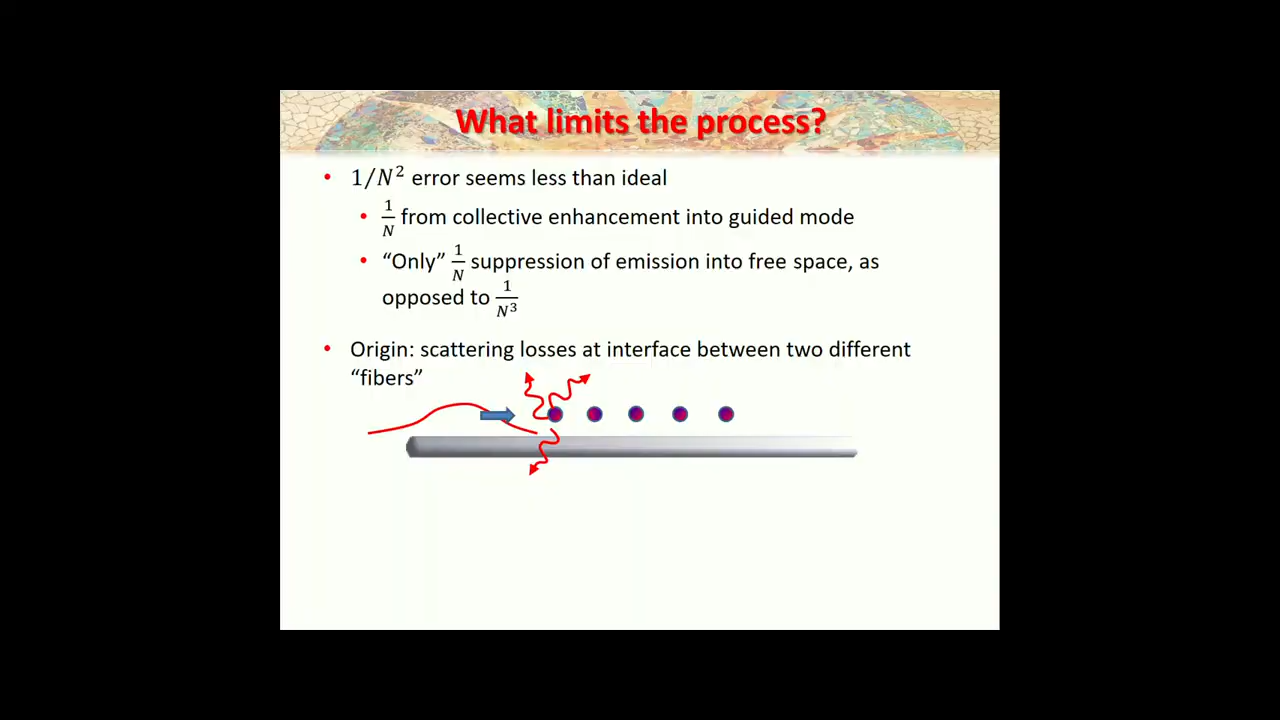 What limits the process?
• 1/N² error seems less than ideal
• 1/N from collective enhancement into guided mode
• “Only” 1/N suppression of emission into free space, as
opposed to 1/N³
• Origin: scattering losses at interface between two different
“fibers”